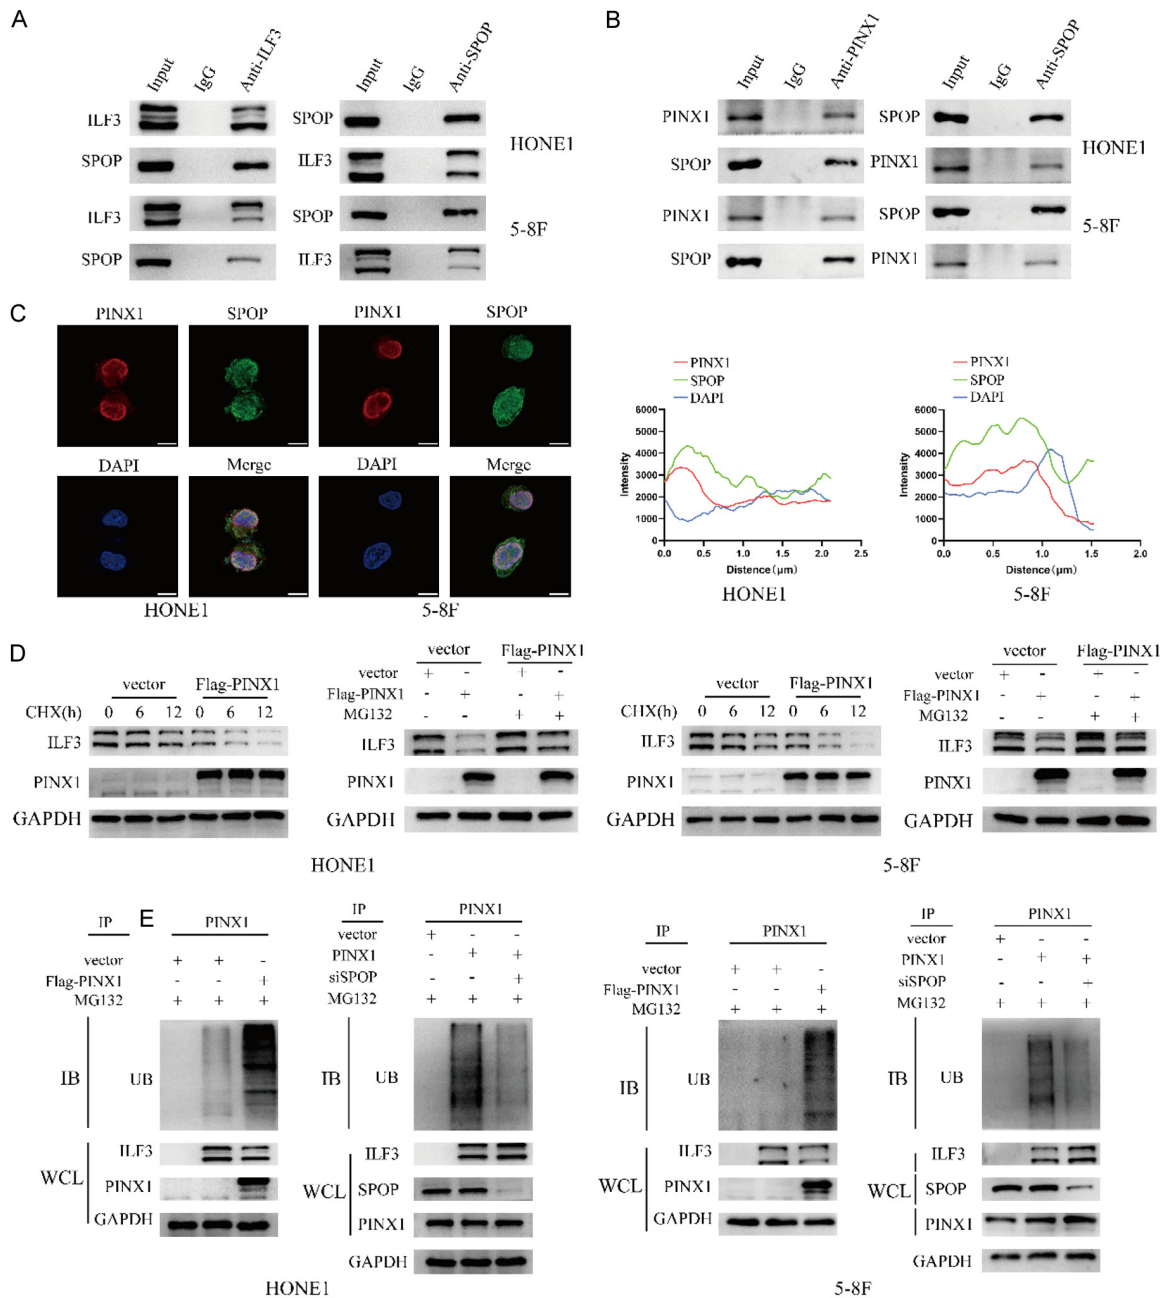 A
Input IgG Anti-ILF3
Input IgG Anti-SPOP
ILF3
SPOP
SPOP
ILF3
HONE1
ILF3
SPOP
SPOP
ILF3
5-8F
B
Input IgG Anti-PINX1
Input IgG Anti-SPOP
PINX1
SPOP
SPOP
PINX1
HONE1
PINX1
SPOP
SPOP
PINX1
5-8F
C
PINX1 SPOP PINX1 SPOP
DAPI Merge DAPI Merge
HONE1 5-8F
PINX1
SPOP
DAPI
6000
5000
4000
3000
2000
1000
0
Intensity
0.0 0.5 1.0 1.5 2.0 2.5
Distence (μm)
HONE1
PINX1
SPOP
DAPI
6000
5000
4000
3000
2000
1000
0
Intensity
0.0 0.5 1.0 1.5 2.0
Distence (μm)
5-8F
D
vector Flag-PINX1
CHX(h) 0 6 12 0 6 12
ILF3
PINX1
GAPDH
vector Flag-PINX1
vector + - + -
Flag-PINX1 - + - +
MG132 - - + +
ILF3
PINX1
GAPDH
HONE1
vector Flag-PINX1
CHX(h) 0 6 12 0 6 12
ILF3
PINX1
GAPDH
vector Flag-PINX1
vector + - + -
Flag-PINX1 - + - +
MG132 - - + +
ILF3
PINX1
GAPDH
5-8F
E
IP PINX1
vector + + -
Flag-PINX1 - - +
MG132 + + +
IB UB
WCL
ILF3
PINX1
GAPDH
IP PINX1
vector + - -
PINX1 - + +
siSPOP - - +
MG132 + + +
IB UB
WCL
ILF3
SPOP
PINX1
GAPDH
HONE1
IP PINX1
vector + + -
Flag-PINX1 - - +
MG132 + + +
IB UB
WCL
ILF3
PINX1
GAPDH
IP PINX1
vector + - -
PINX1 - + +
siSPOP - - +
MG132 + + +
IB UB
WCL
ILF3
SPOP
PINX1
GAPDH
5-8F